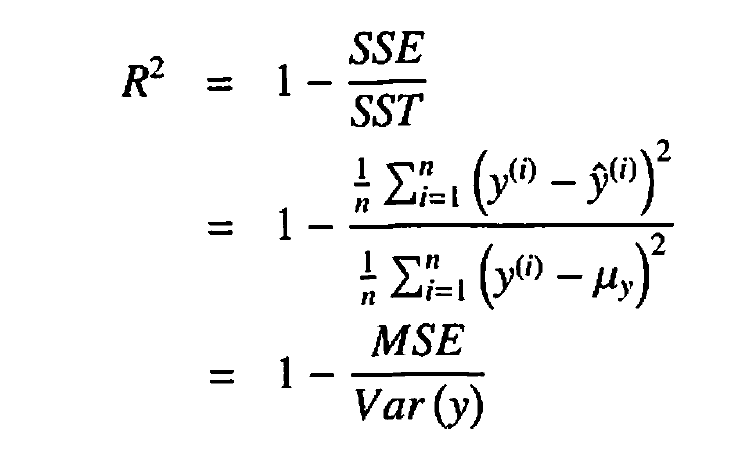 R² = 1 − SSE/SST
= 1 − (1/n ∑ⁿᵢ₌₁ (y⁽ⁱ⁾ − ŷ⁽ⁱ⁾)²)/(1/n ∑ⁿᵢ₌₁ (y⁽ⁱ⁾ − μ_y)²)
= 1 − MSE/Var (y)